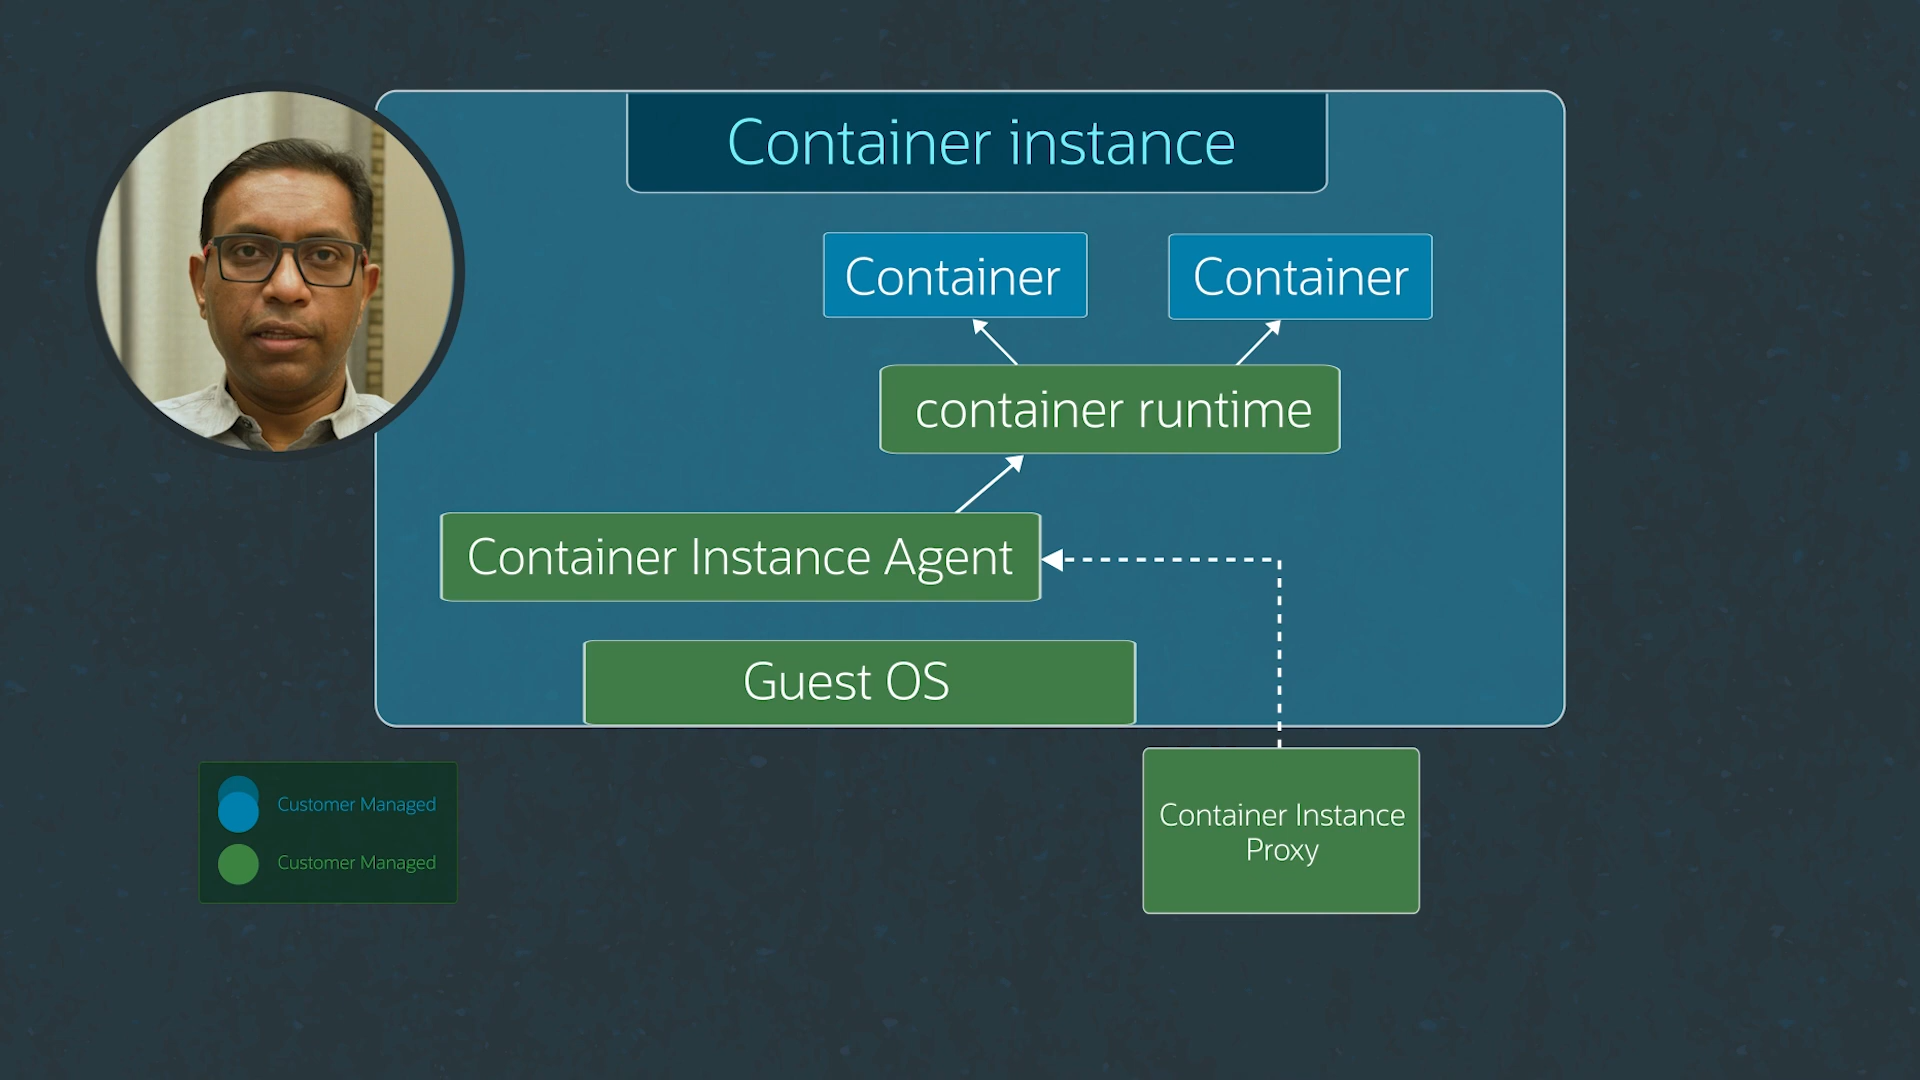 Container instance
Container
Container
container runtime
Container Instance Agent
Guest OS
Customer Managed
Customer Managed
Container Instance
Proxy